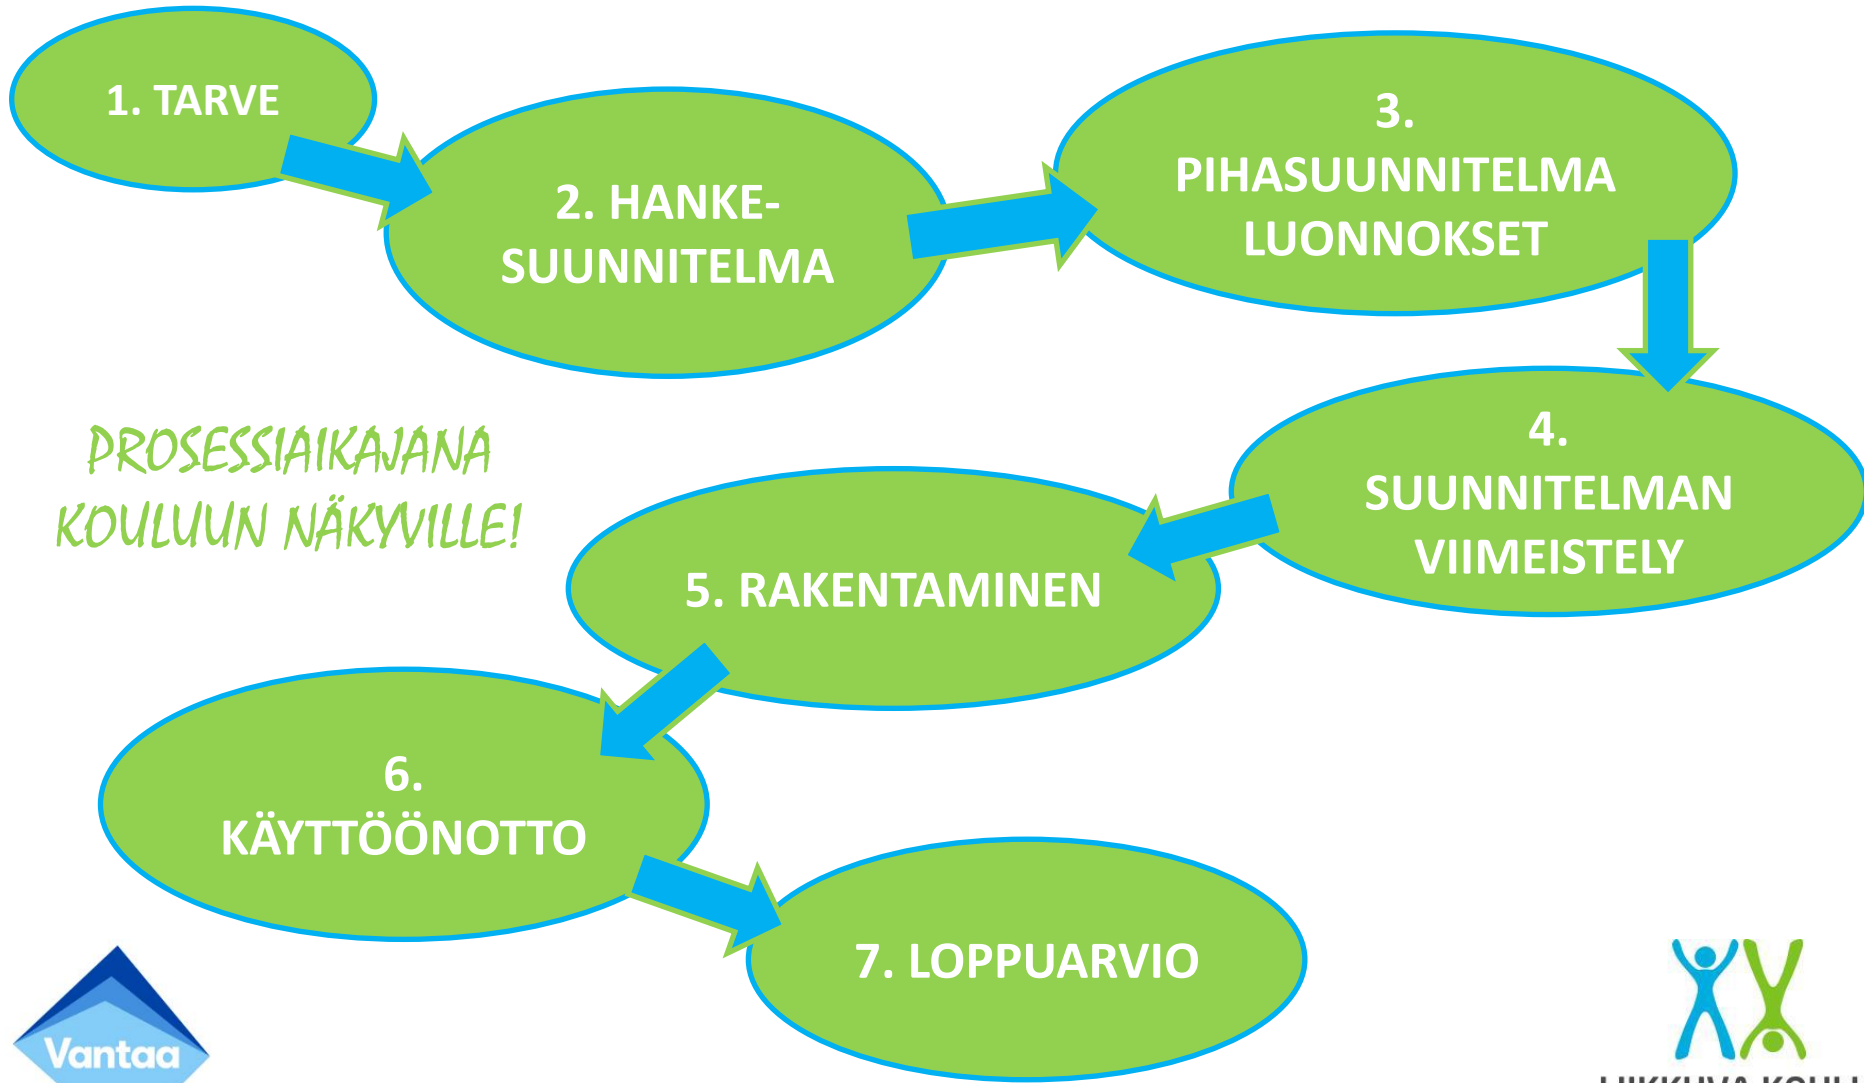 1. TARVE
2. HANKE-
SUUNNITELMA
3.
PIHASUUNNITELMA
LUONNOKSET
4.
SUUNNITELMAN
VIIMEISTELY
PROSESSIAIKAJANA
KOULUUN NÄKYVILLE!
5. RAKENTAMINEN
6.
KÄYTTÖÖNOTTO
7. LOPPUARVIO
Vantaa